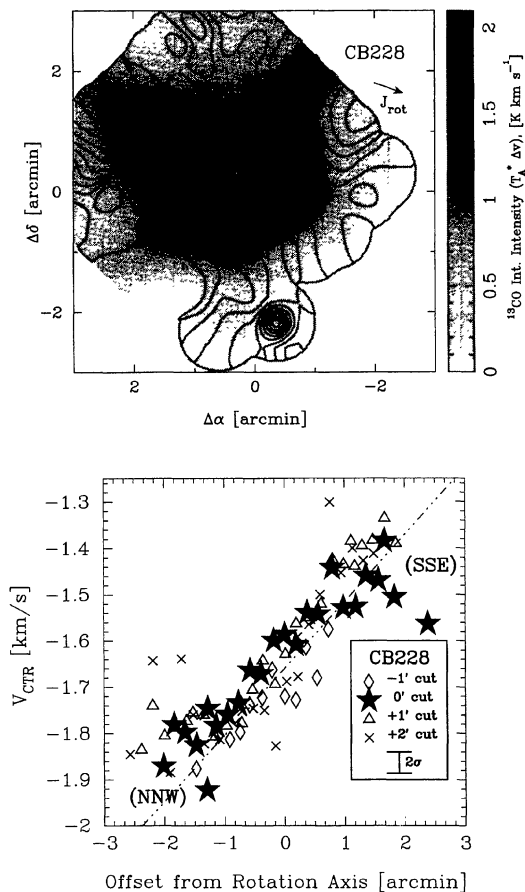 CB228
J_rot
2
0
−2
2
0
−2
Δδ [arcmin]
Δα [arcmin]
0
0.5
1
1.5
2
¹³CO Int. Intensity (T_A^* Δv), [K km s⁻¹]
−1.3
−1.4
−1.5
−1.6
−1.7
−1.8
−1.9
−2
V_CTR [km/s]
(SSE)
(NNW)
CB228
−1' cut
0' cut
+1' cut
+2' cut
2σ
−3
−2
−1
0
1
2
3
Offset from Rotation Axis [arcmin]